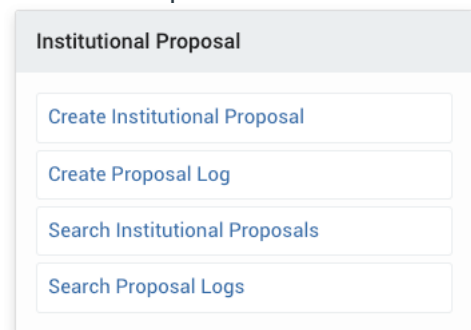 Institutional Proposal
Create Institutional Proposal
Create Proposal Log
Search Institutional Proposals
Search Proposal Logs